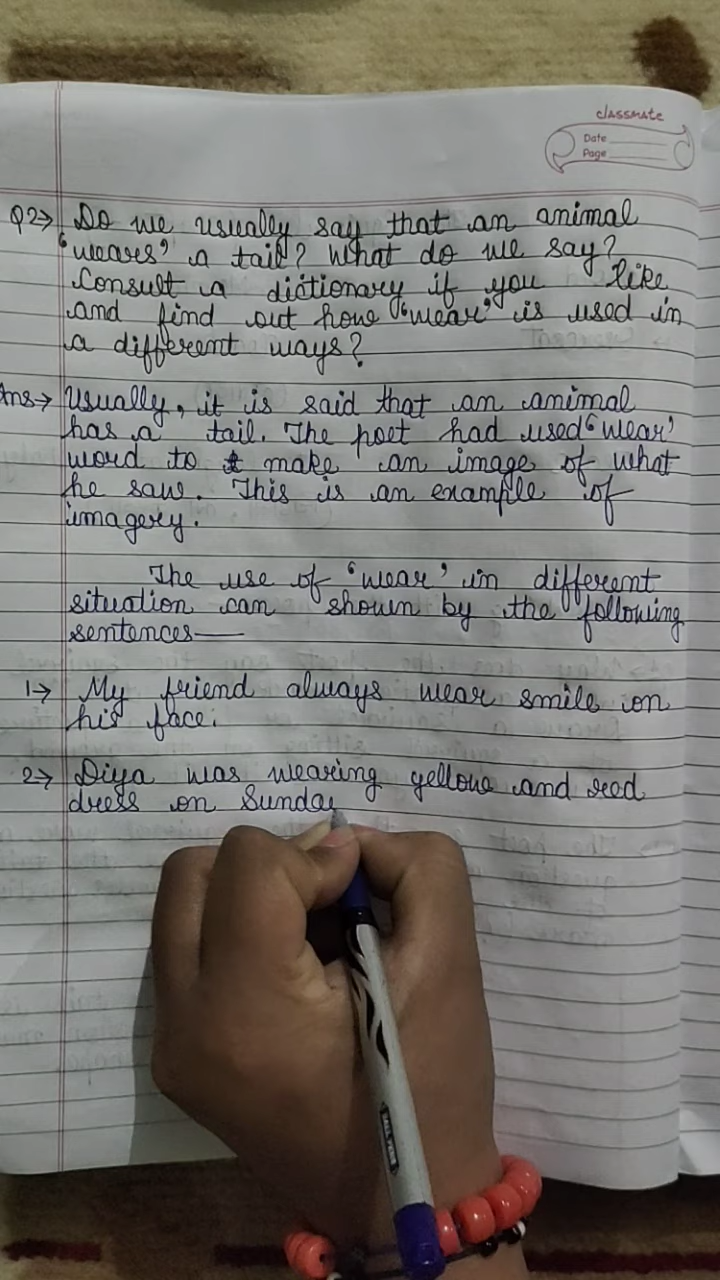 classmate
Date
Page
Q2→ Do we usually say that an animal
'wears' a tail? What do we say?
Consult a dictionary if you like
and find out how 'wear' is used in
a different ways?
Ans→ Usually, it is said that an animal
has a tail. The poet had used 'wear'
word to make an image of what
he saw. This is an example of
imagery.
The use of 'wear' in different
situation can shown by the following
sentences—
1→ My friend always wear smile on
his face.
2→ Diya was wearing yellow and red
dress on Sunday